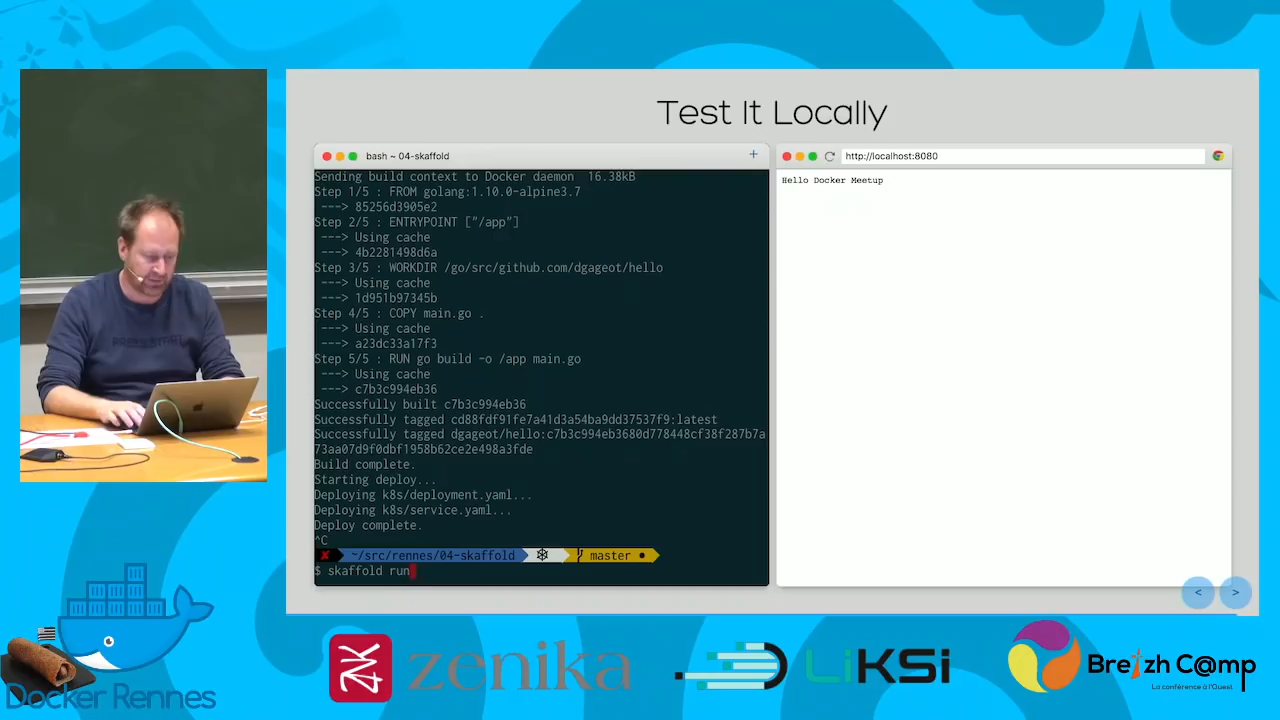 Test It Locally
bash ~ 04-skaffold
+
Sending build context to Docker daemon  16.38kB
Step 1/5 : FROM golang:1.10.0-alpine3.7
---> 85256d3905e2
Step 2/5 : ENTRYPOINT ["/app"]
---> Using cache
---> 4b2281498d6a
Step 3/5 : WORKDIR /go/src/github.com/dgageot/hello
---> Using cache
---> 1d951b97345b
Step 4/5 : COPY main.go .
---> Using cache
---> a23dc33a17f3
Step 5/5 : RUN go build -o /app main.go
---> Using cache
---> c7b3c994eb36
Successfully built c7b3c994eb36
Successfully tagged cd88fdf91fe7a41d3a54ba9dd37537f9:latest
Successfully tagged dgageot/hello:c7b3c994eb3680d778448cf38f287b7a
73aa07d9f0dbf1958b62ce2e498a3fde
Build complete.
Starting deploy...
Deploying k8s/deployment.yaml...
Deploying k8s/service.yaml...
Deploy complete.
^C
✘ ~/src/rennes/04-skaffold ☸ master ●
$ skaffold run
http://localhost:8080
Hello Docker Meetup
< >
PRESS START
Docker Rennes
zenika
LiKSi
Breizh C@mp
La conférence à l'Ouest